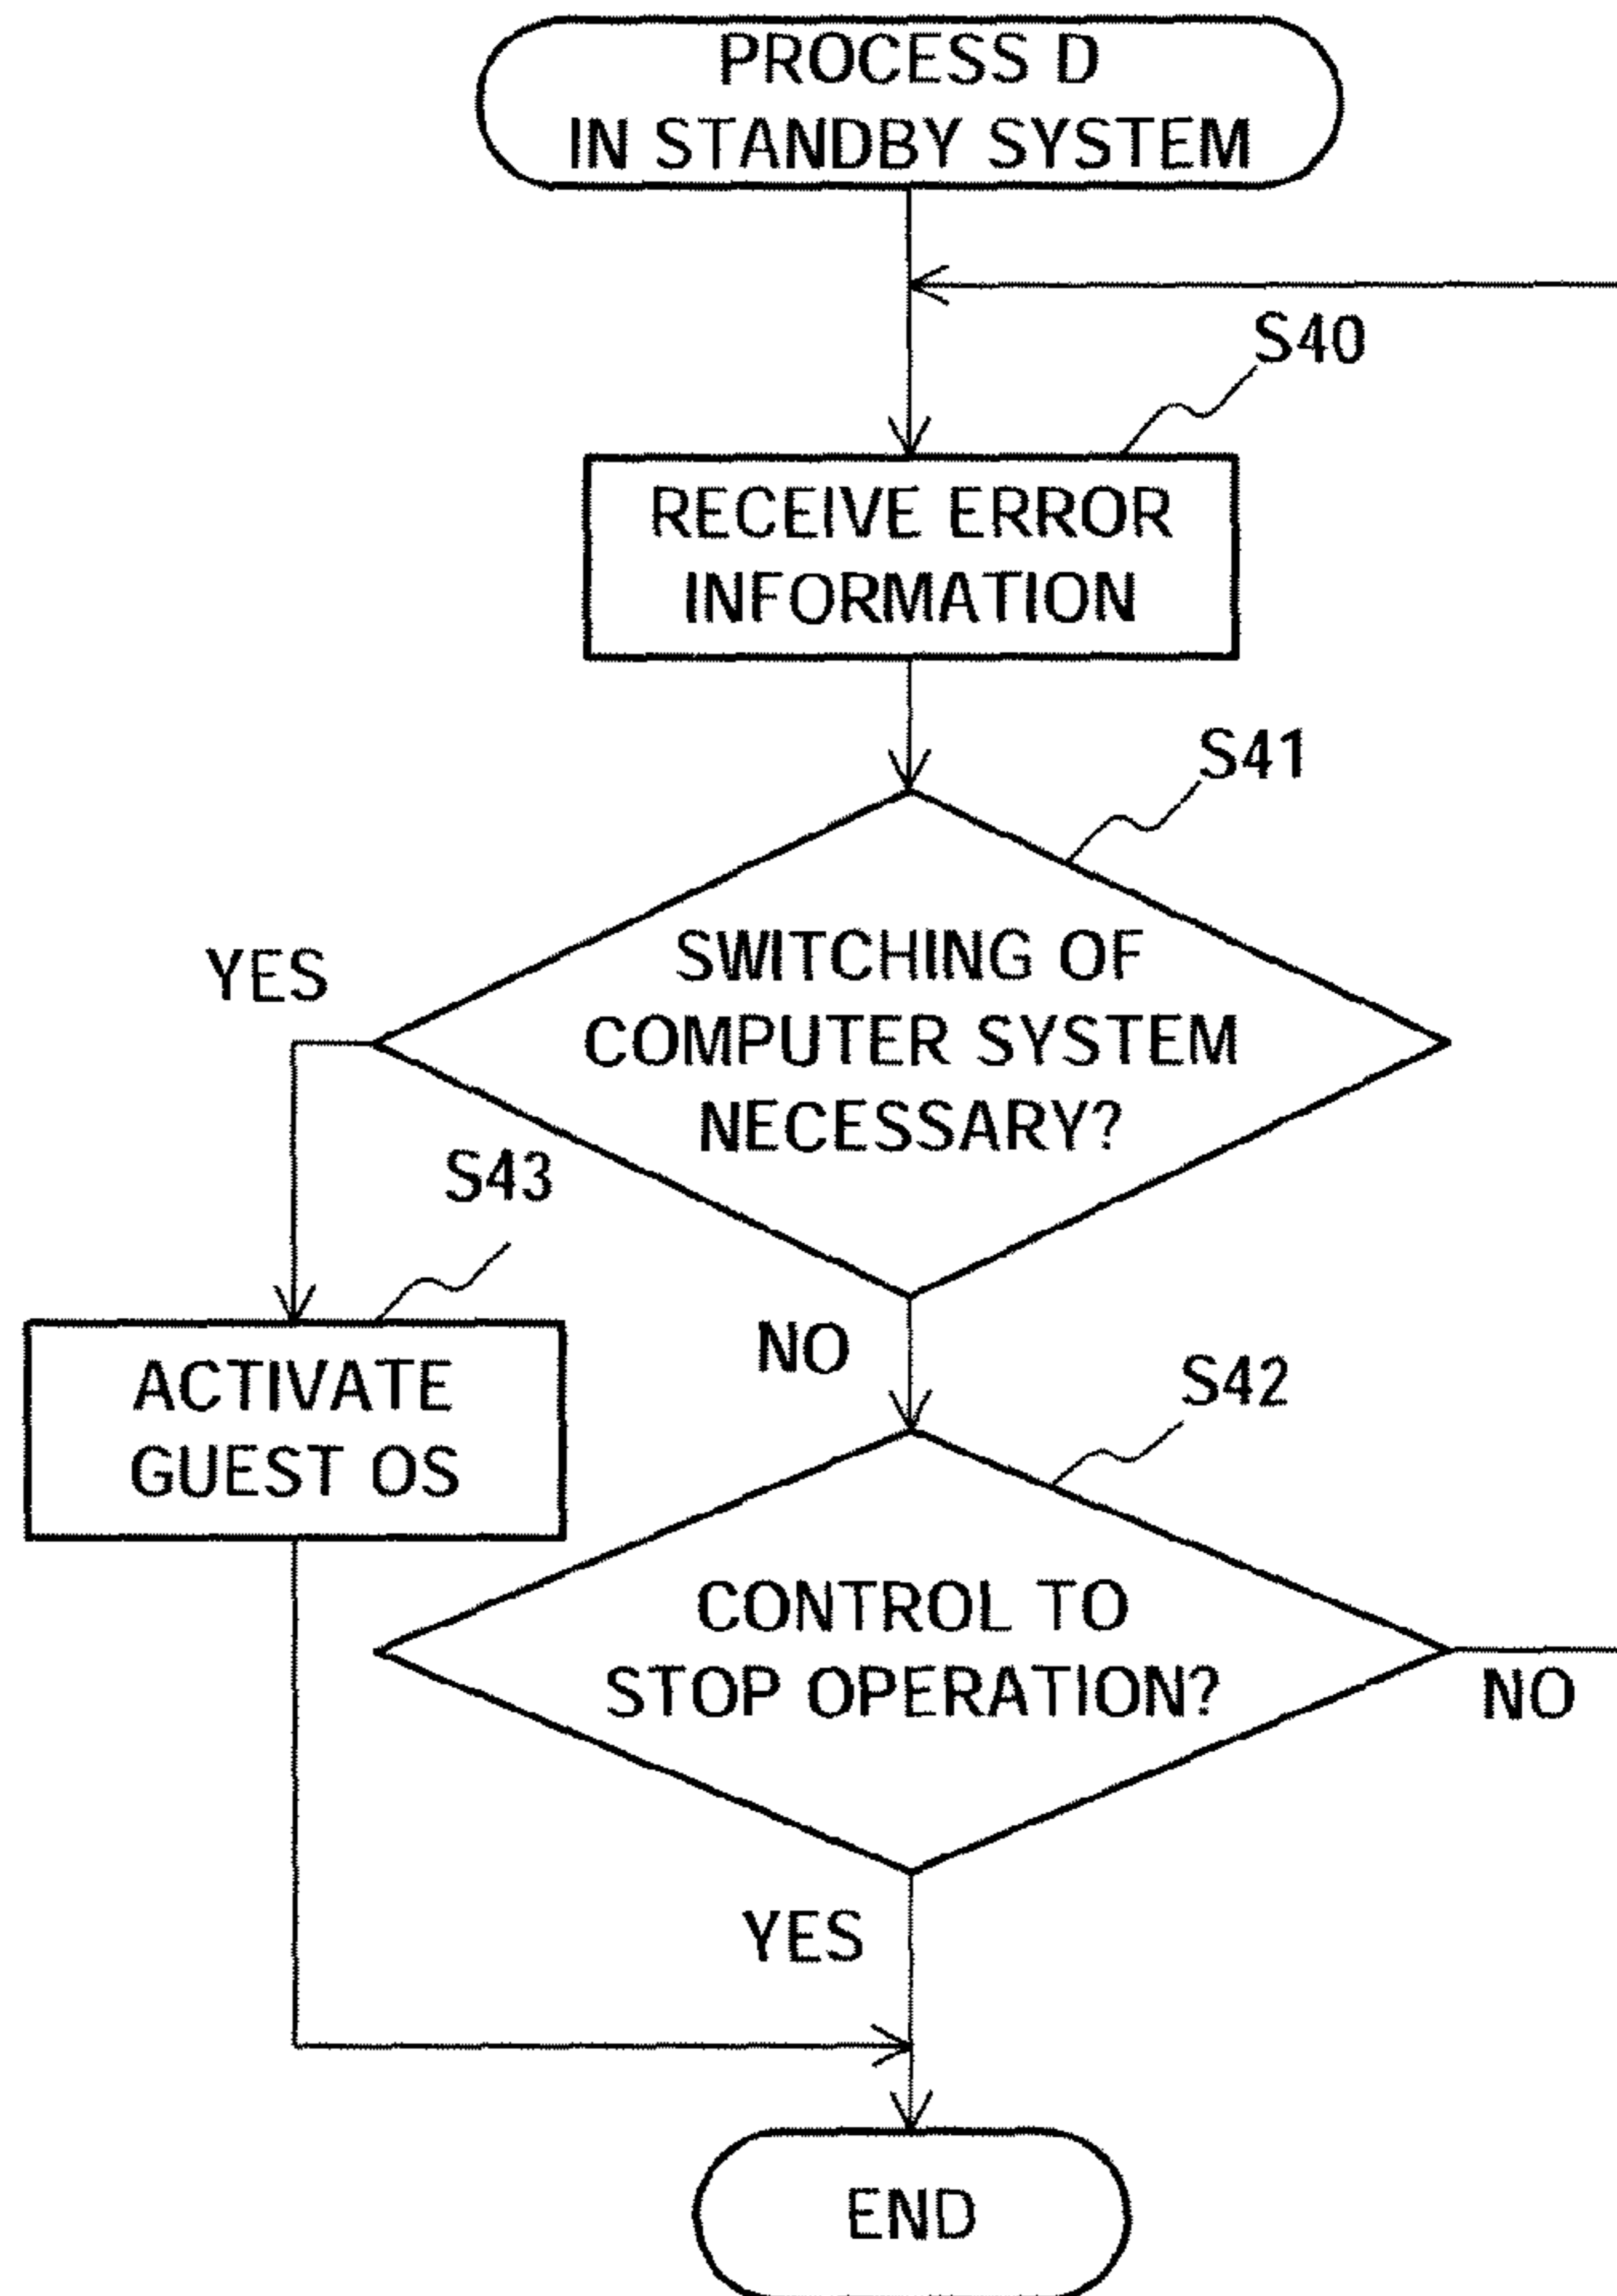 PROCESS D
IN STANDBY SYSTEM
S40
RECEIVE ERROR
INFORMATION
S41
SWITCHING OF
COMPUTER SYSTEM
NECESSARY?
YES
S43
ACTIVATE
GUEST OS
NO
S42
CONTROL TO
STOP OPERATION?
NO
YES
END